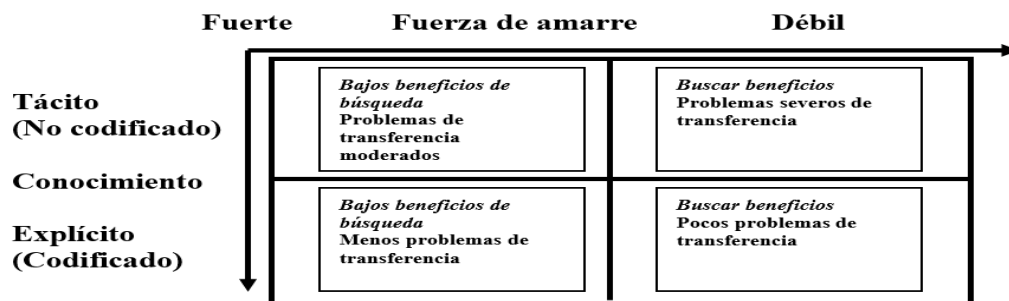 Fuerte Fuerza de amarre Débil
Tácito
(No codificado)
Bajos beneficios de
búsqueda
Problemas de
transferencia
moderados
Buscar beneficios
Problemas severos de
transferencia
Conocimiento
Explícito
(Codificado)
Bajos beneficios de
búsqueda
Menos problemas de
transferencia
Buscar beneficios
Pocos problemas de
transferencia